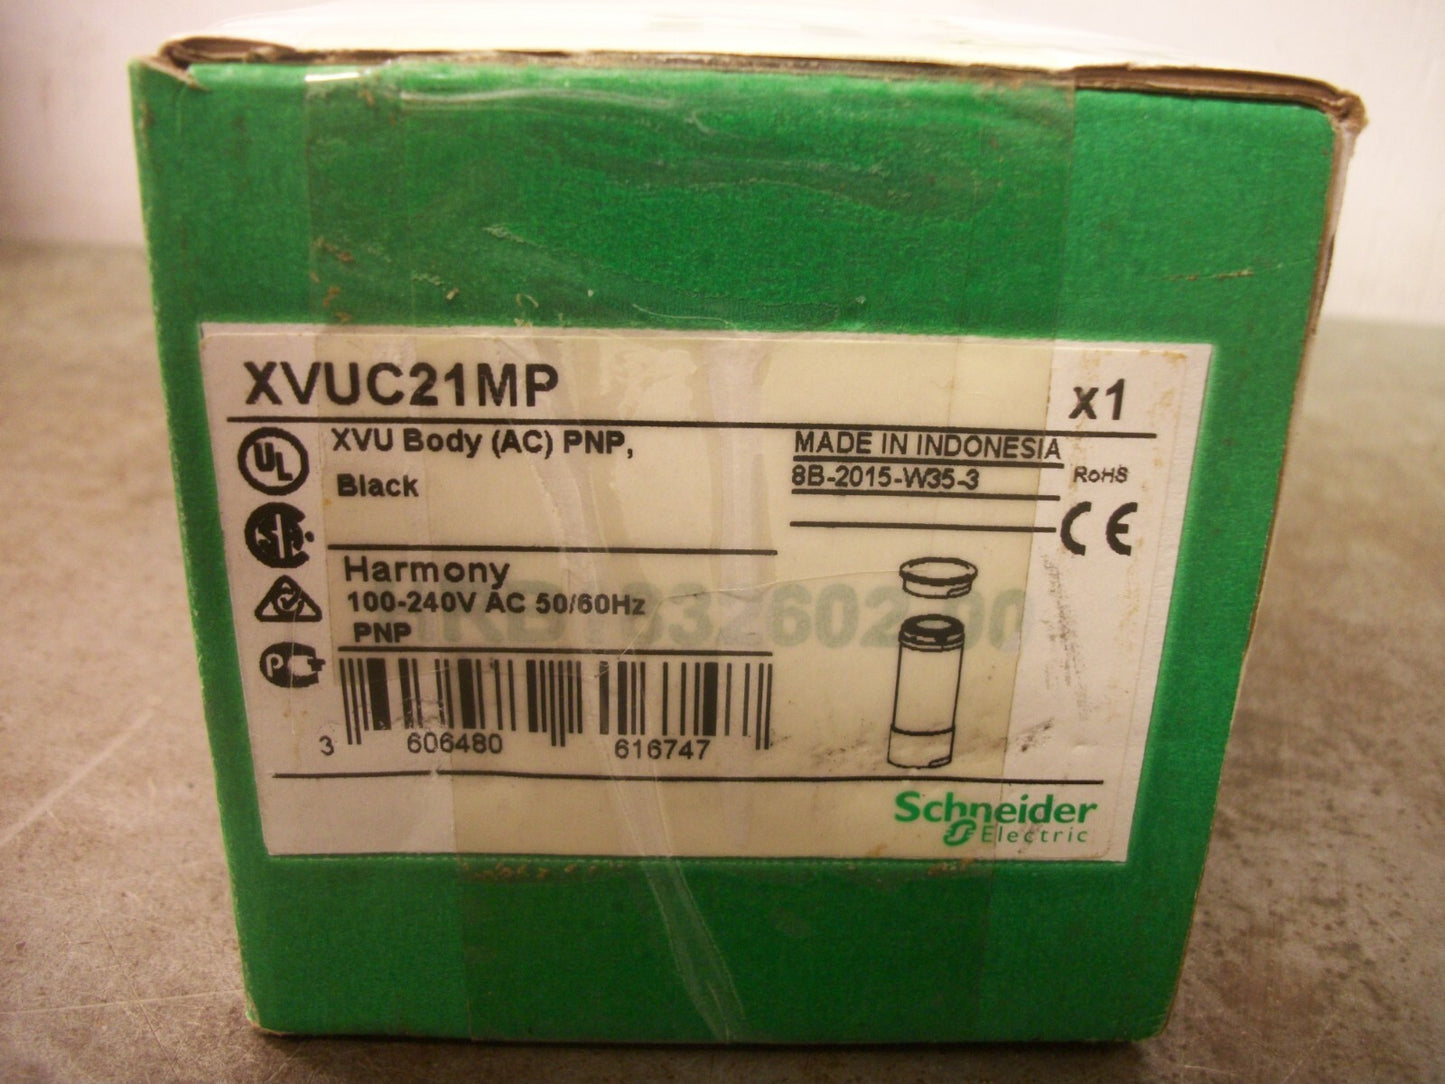 XVUC21MP
x1
UL
XVU Body (AC) PNP,
Black
MADE IN INDONESIA
8B-2015-W35-3
RoHS
CE
Harmony
100-240V AC 50/60Hz
PNP
3 606480 616747
Schneider
Electric